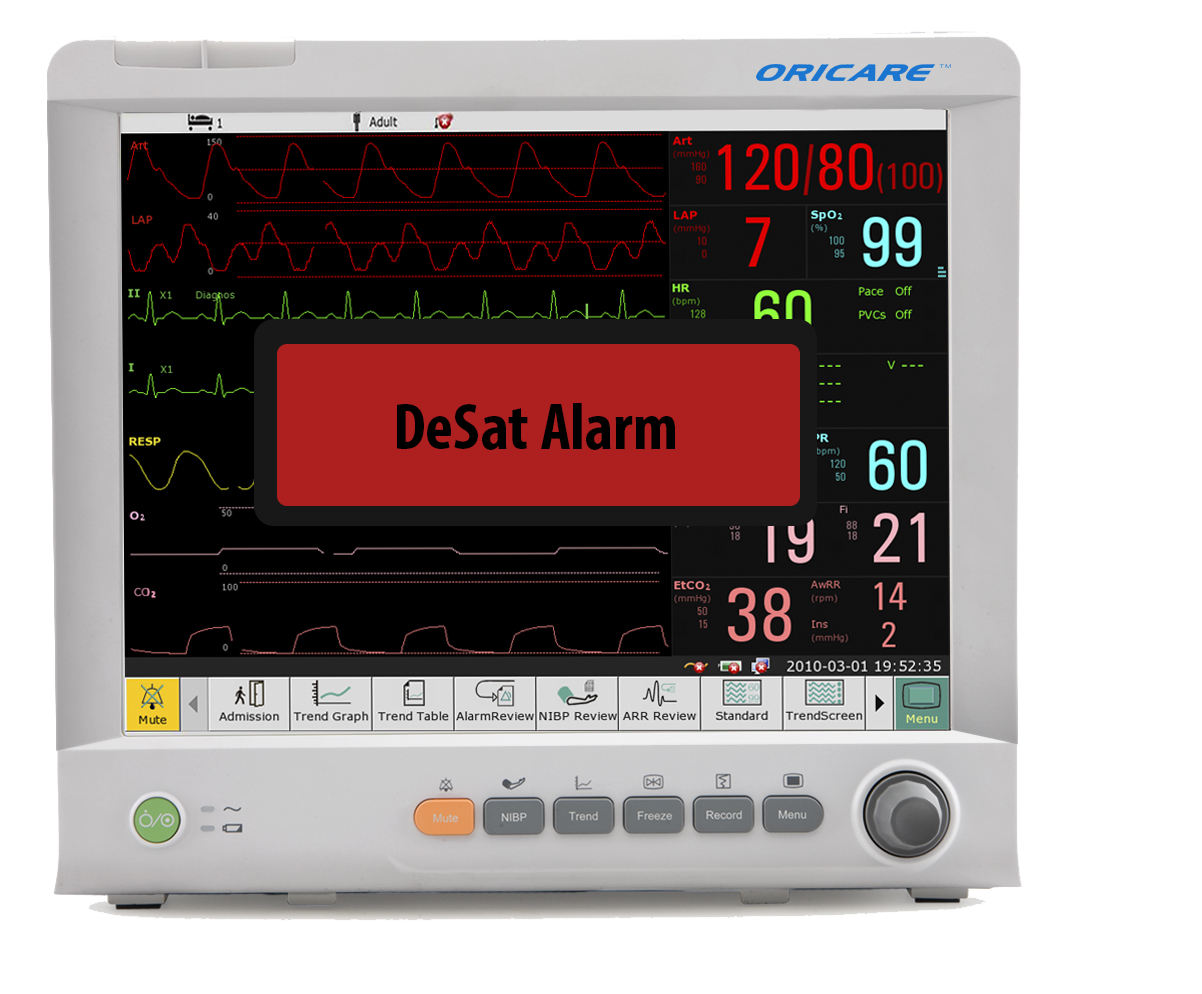 ORICARE™
1 Adult
Art 150
0
LAP 40
0
II X1 Diagnos
I X1
RESP
O₂ 50
0
CO₂ 100
0
Art
(mmHg)
160
90
120/80(100)
LAP
(mmHg)
10
0
7
SpO₂
(%)
100
95
99
HR
(bpm)
128
60
Pace Off
PVCs Off
---
---
---
V ---
DeSat Alarm
PR
(bpm)
120
50
60
18
19
Fi
88
18
21
EtCO₂
(mmHg)
50
15
38
AwRR
(rpm)
14
Ins
(mmHg)
2
2010-03-01 19:52:35
Mute
Admission
Trend Graph
Trend Table
AlarmReview
NIBP Review
ARR Review
Standard
TrendScreen
Menu
Mute
NIBP
Trend
Freeze
Record
Menu